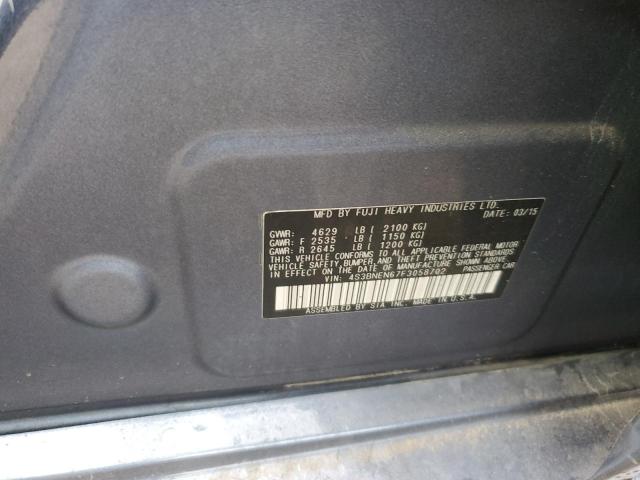 MFD BY FUJI HEAVY INDUSTRIES LTD.
DATE: 03/15
GVWR: 4629 LB ( 2100 KG)
GAWR: F 2535 LB ( 1150 KG)
GAWR: R 2645 LB ( 1200 KG)
THIS VEHICLE CONFORMS TO ALL APPLICABLE FEDERAL MOTOR
VEHICLE SAFETY, BUMPER, AND THEFT PREVENTION STANDARDS
IN EFFECT ON THE DATE OF MANUFACTURE SHOWN ABOVE.
VIN: 4S3BNEN67F3058702 PASSENGER CAR
ASSEMBLED BY SIA, INC. MADE IN U.S.A.